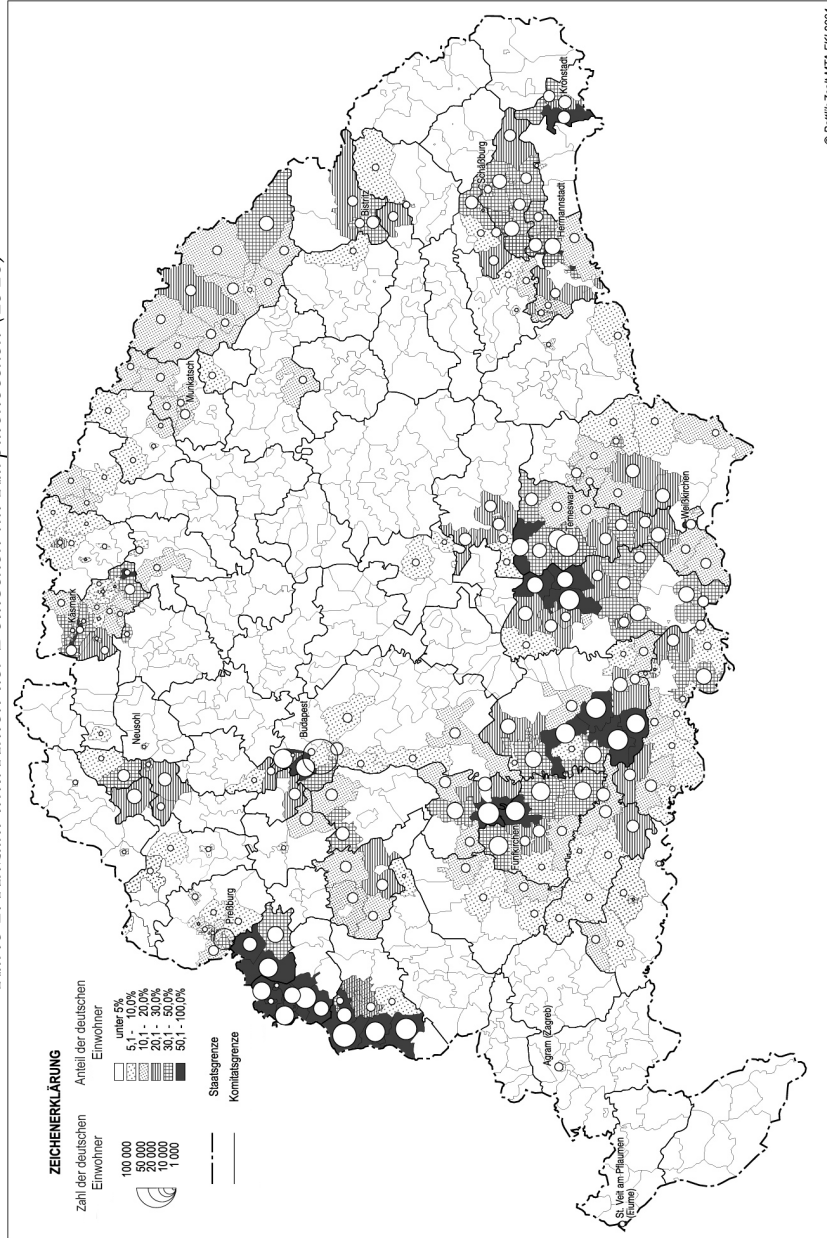 ZEICHENERKLÄRUNG
Zahl der deutschen
Einwohner
100 000
50 000
20 000
10 000
1 000
Anteil der deutschen
Einwohner
unter 5%
5,1 - 10,0%
10,1 - 20,0%
20,1 - 30,0%
30,1 - 50,0%
50,1 - 100,0%
Staatsgrenze
Komitatsgrenze
Preßburg
Neusohl
Käsmark
Munkatsch
Budapest
Bistritz
Schäßburg
Kronstadt
Hermannstadt
Temeswar
Weißkirchen
Fünfkirchen
Agram (Zagreb)
St. Veit am Pflaumen
(Fiume)